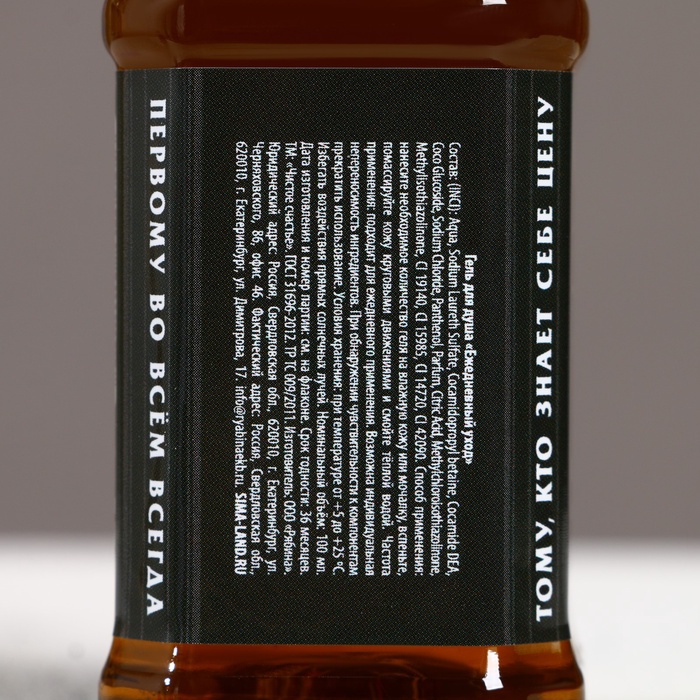 ТОМУ, КТО ЗНАЕТ СЕБЕ ЦЕНУ
Гель для душа «Ежедневный уход»
Состав: (INCI): Aqua, Sodium Laureth Sulfate, Cocamidopropyl betaine, Cocamide DEA,
Coco Glucoside, Sodium Chloride, Panthenol, Parfum, Citric Acid, Methylchloroisothiazolinone,
Methylisothiazolinone, CI 19140, CI 15985, CI 14720, CI 42090. Способ применения:
нанесите необходимое количество геля на влажную кожу или мочалку, вспеньте,
помассируйте кожу круговыми движениями и смойте тёплой водой. Частота
применения: подходит для ежедневного применения. Возможна индивидуальная
непереносимость ингредиентов. При обнаружении чувствительности к компонентам
прекратить использование. Условия хранения: при температуре от +5 до +25 °С
Избегать воздействия прямых солнечных лучей. Номинальный объём: 100 мл.
Дата изготовления и номер партии: см. на флаконе. Срок годности: 36 месяцев.
ТМ: «Чистое счастье». ГОСТ 31696-2012. ТР ТС 009/2011. Изготовитель: ООО «Рябина».
Юридический адрес: Россия, Свердловская обл., 620010, г. Екатеринбург, ул.
Черняховского, 86, офис 46. Фактический адрес: Россия, Свердловская обл.,
620010, г. Екатеринбург, ул. Димитрова, 17. info@ryabina-kb.ru SIMA-LAND.RU
ПЕРВОМУ ВО ВСЁМ ВСЕГДА